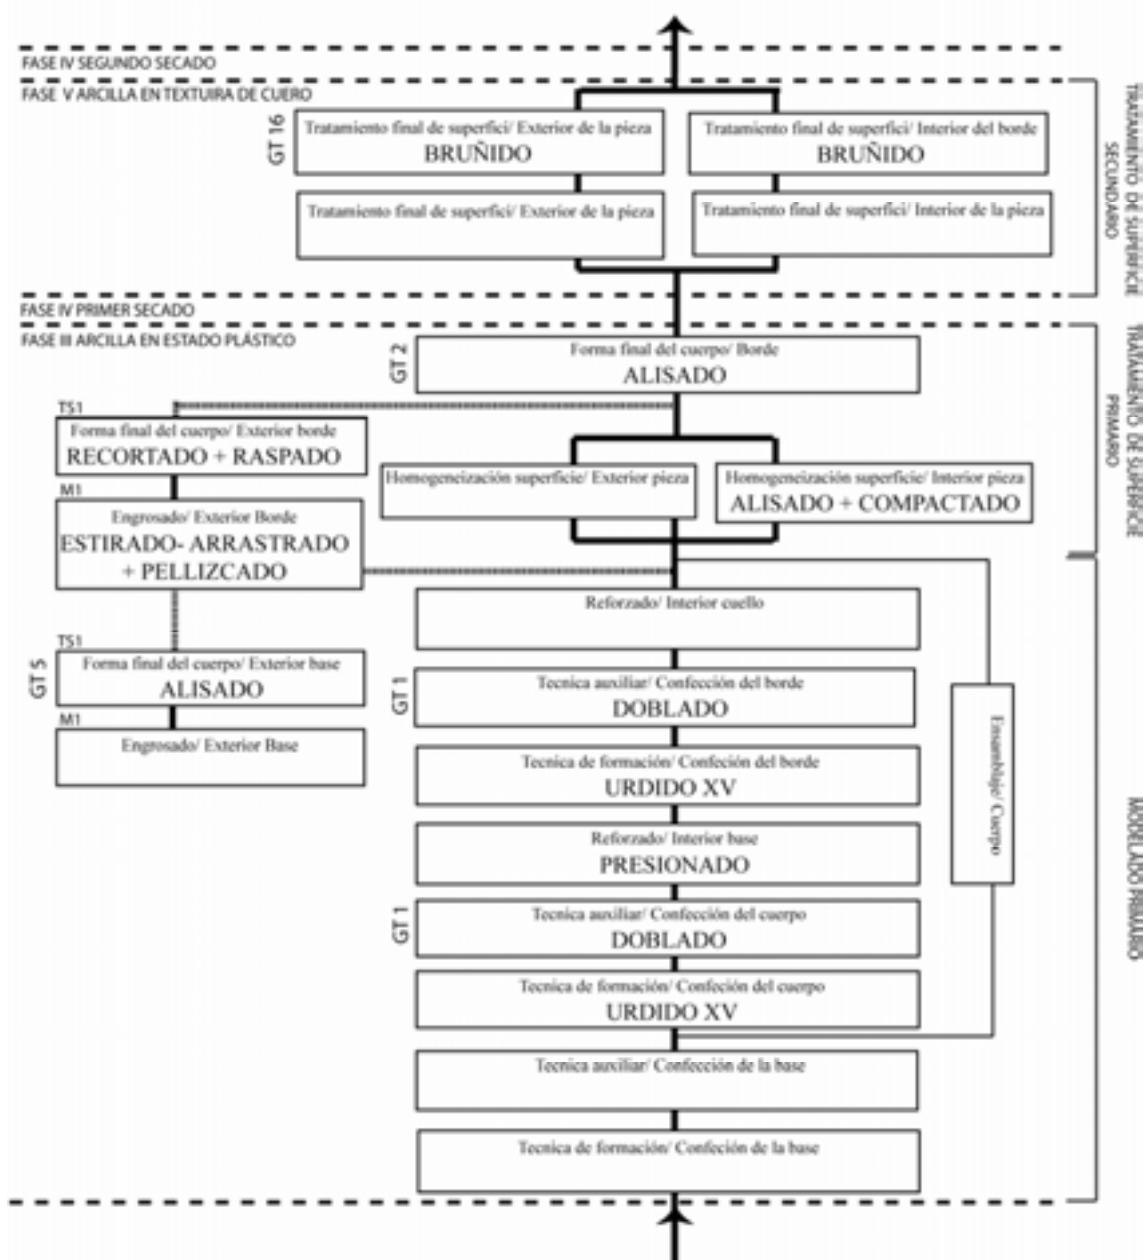 FASE IV SEGUNDO SECADO
FASE V ARCILLA EN TEXTUIRA DE CUERO
GT 16
Tratamiento final de superfici/ Exterior de la pieza
BRUÑIDO
Tratamiento final de superfici/ Interior del borde
BRUÑIDO
Tratamiento final de superfici/ Exterior de la pieza
Tratamiento final de superfici/ Interior de la pieza
TRATAMIENTO DE SUPERFICIE
SECUNDARIO
FASE IV PRIMER SECADO
FASE III ARCILLA EN ESTADO PLÁSTICO
GT 2
Forma final del cuerpo/ Borde
ALISADO
TRATAMIENTO DE SUPERFICIE
PRIMARIO
TS1
Forma final del cuerpo/ Exterior borde
RECORTADO + RASPADO
Homogeneización superficie/ Exterior pieza
Homogeneización superficie/ Interior pieza
ALISADO + COMPACTADO
M1
Engrosado/ Exterior Borde
ESTIRADO- ARRASTRADO
+ PELLIZCADO
Reforzado/ Interior cuello
TS1
GT 5
Forma final del cuerpo/ Exterior base
ALISADO
M1
Engrosado/ Exterior Base
GT 1
Tecnica auxiliar/ Confección del borde
DOBLADO
Tecnica de formación/ Confeción del borde
URDIDO XV
Reforzado/ Interior base
PRESIONADO
GT 1
Tecnica auxiliar/ Confección del cuerpo
DOBLADO
Tecnica de formación/ Confeción del cuerpo
URDIDO XV
Tecnica auxiliar/ Confección de la base
Tecnica de formación/ Confeción de la base
Ensamblaje/ Cuerpo
MODELADO PRIMARIO